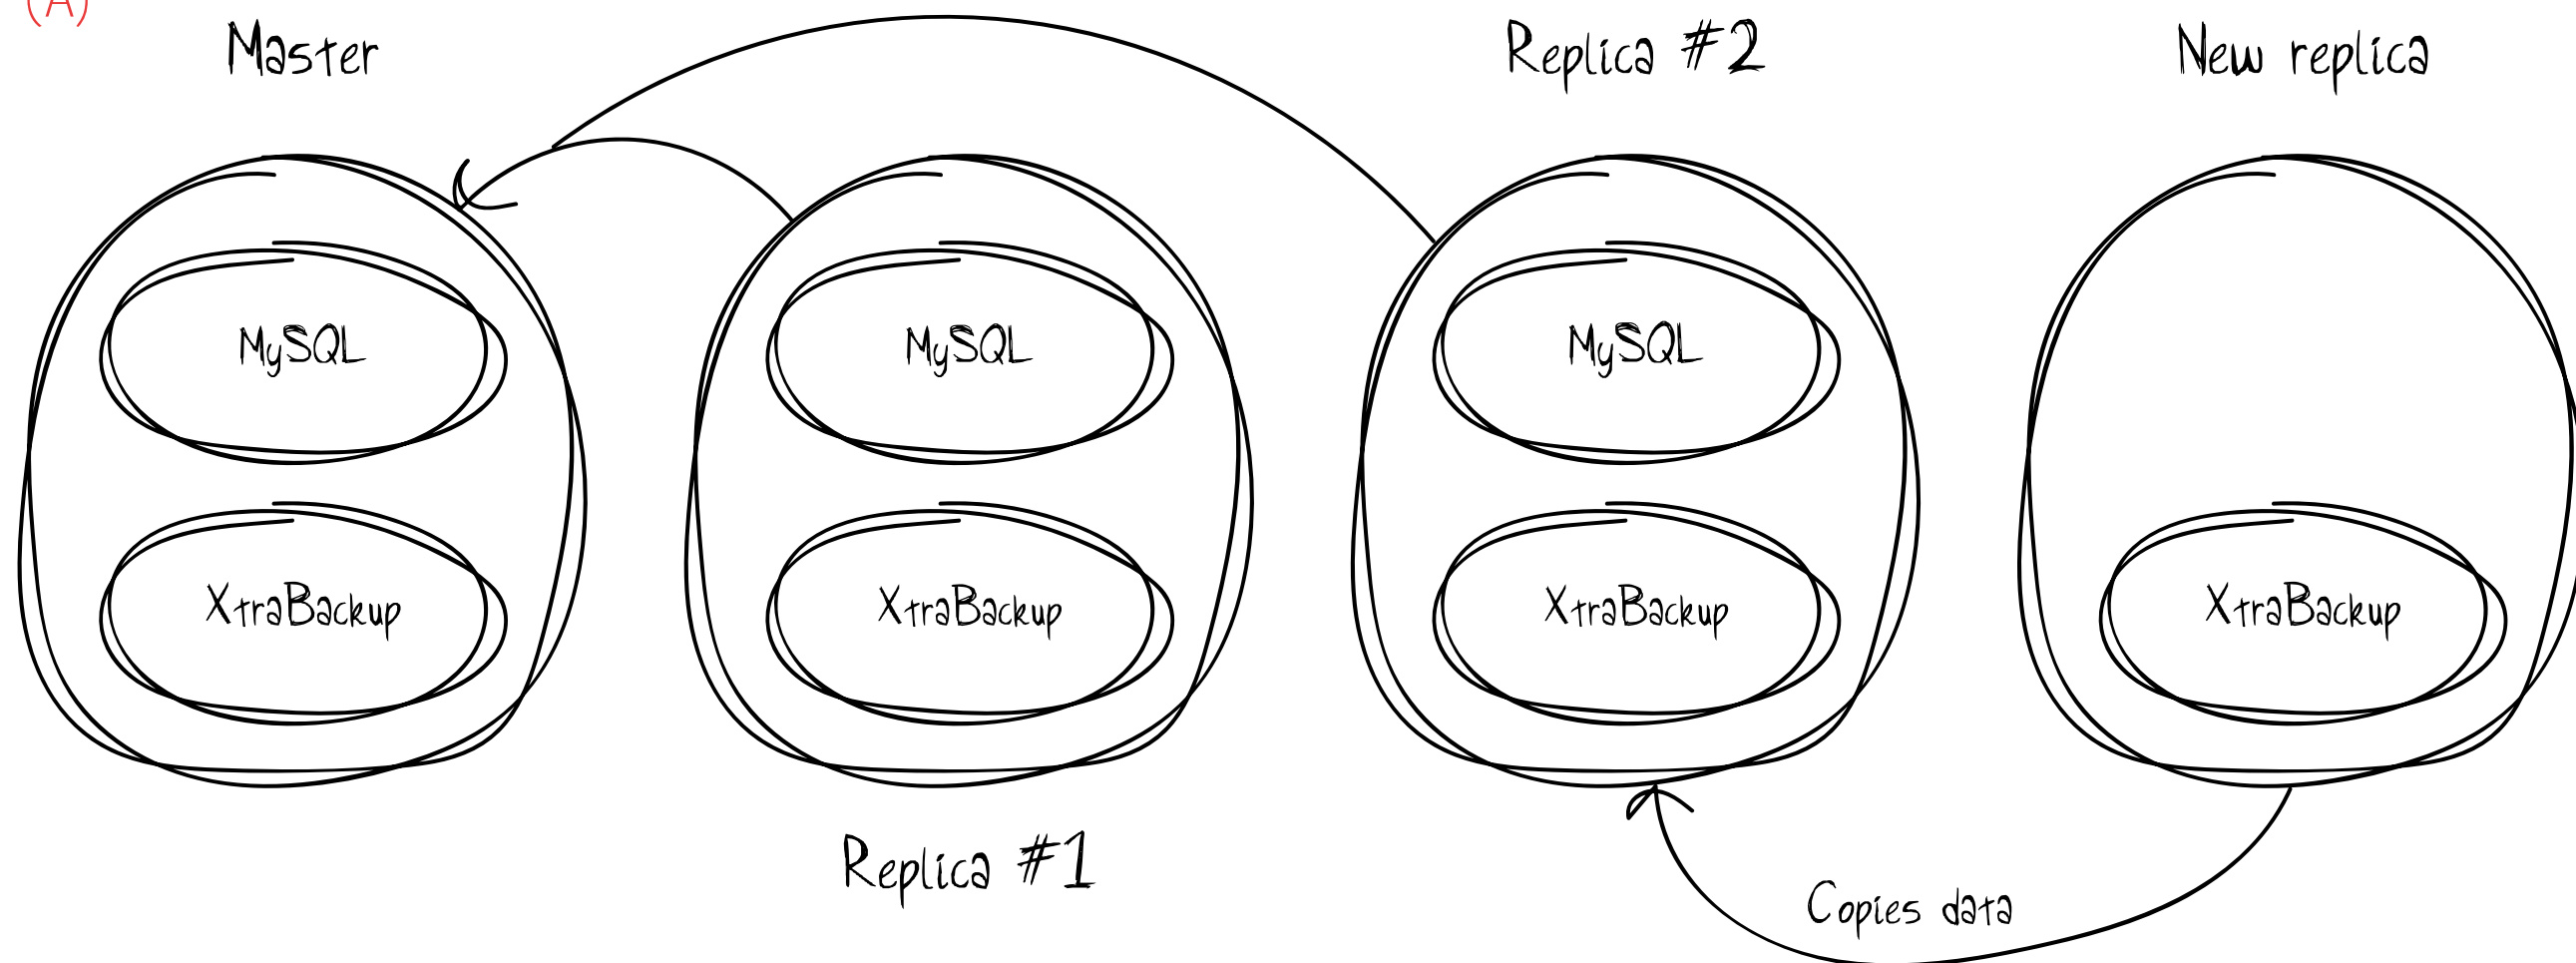 (A)
Master
Replica #2
New replica
MySQL
MySQL
MySQL
XtraBackup
XtraBackup
XtraBackup
XtraBackup
Replica #1
Copies data